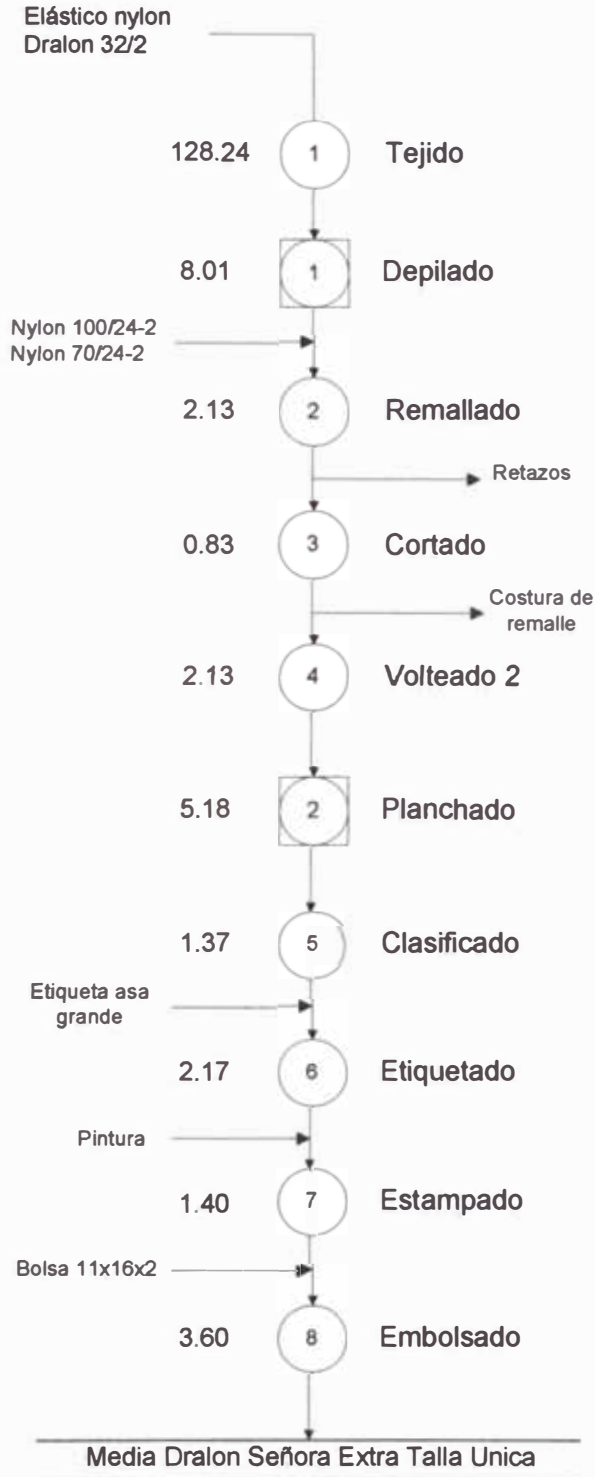 Elástico nylon
Dralon 32/2
128.24 1 Tejido
8.01 1 Depilado
Nylon 100/24-2
Nylon 70/24-2
2.13 2 Remallado
Retazos
0.83 3 Cortado
Costura de
remalle
2.13 4 Volteado 2
5.18 2 Planchado
1.37 5 Clasificado
Etiqueta asa
grande
2.17 6 Etiquetado
Pintura
1.40 7 Estampado
Bolsa 11x16x2
3.60 8 Embolsado
Media Dralon Señora Extra Talla Unica